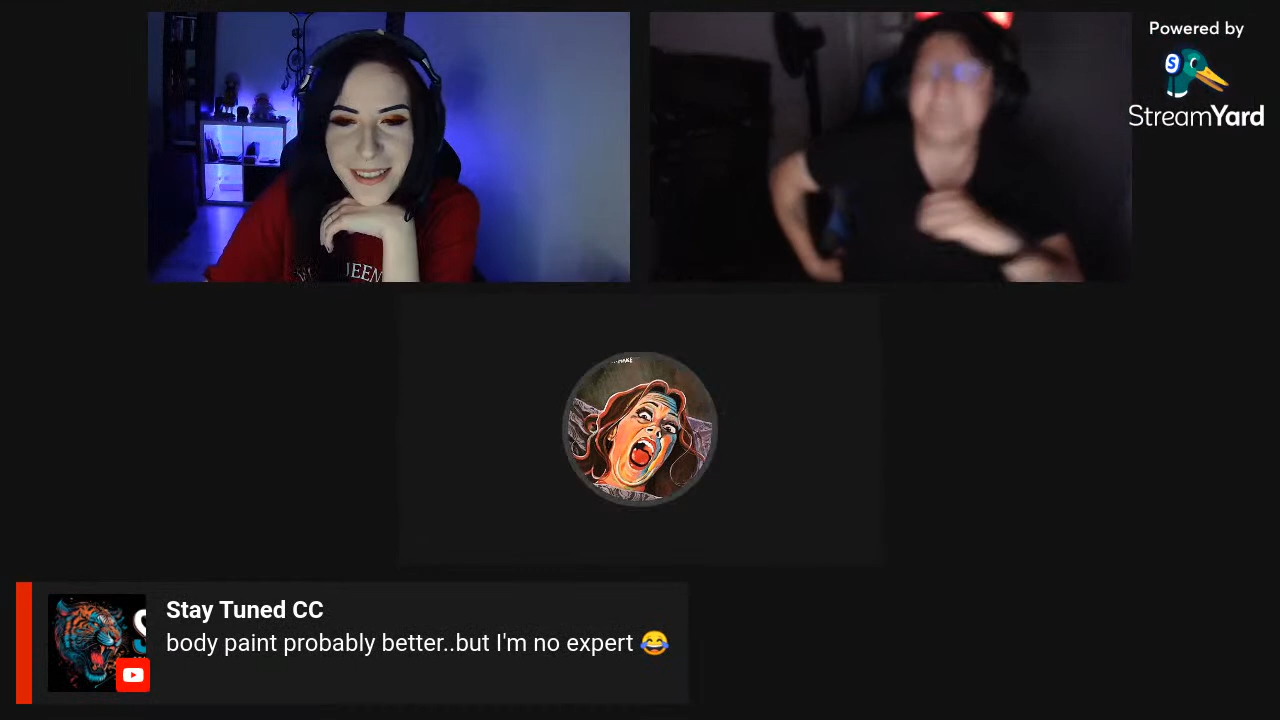 Powered by
StreamYard
Stay Tuned CC
body paint probably better..but I'm no expert 😂